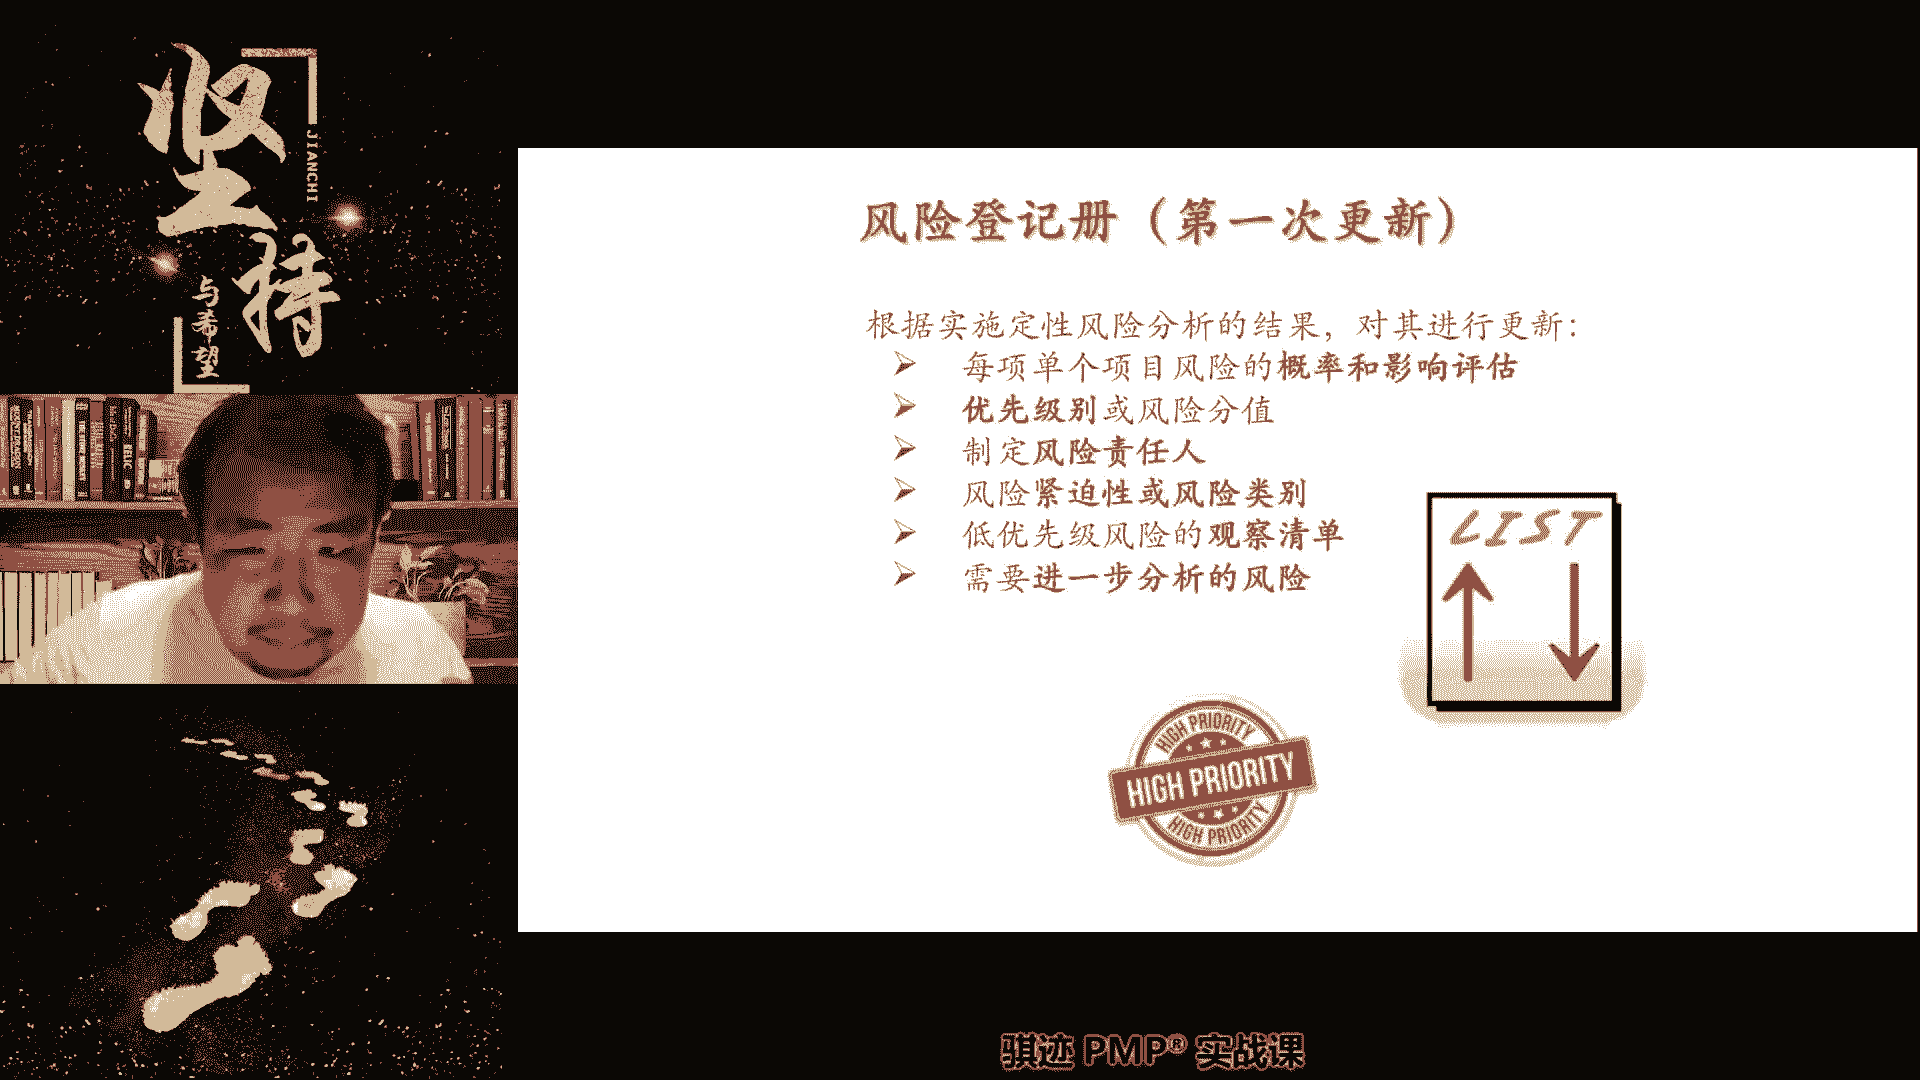 坚持
JIANCHI
与希望
风险登记册（第一次更新）
根据实施定性风险分析的结果，对其进行更新：
每项单个项目风险的概率和影响评估
优先级别或风险分值
制定风险责任人
风险紧迫性或风险类别
低优先级风险的观察清单
需要进一步分析的风险
LIST
HIGH PRIORITY
HIGH PRIORITY
HIGH PRIORITY
骐迹 PMP® 实战课